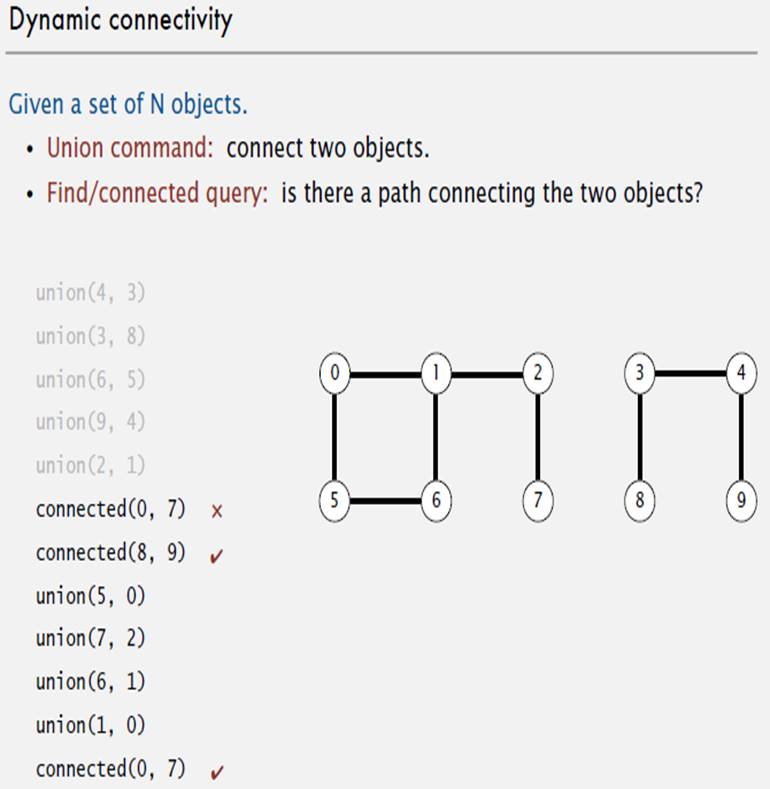 Dynamic connectivity
Given a set of N objects.
• Union command: connect two objects.
• Find/connected query: is there a path connecting the two objects?
union(4, 3)
union(3, 8)
union(6, 5)
union(9, 4)
union(2, 1)
connected(0, 7) ×
connected(8, 9) ✔
union(5, 0)
union(7, 2)
union(6, 1)
union(1, 0)
connected(0, 7) ✔
0 1 2 3 4
5 6 7 8 9